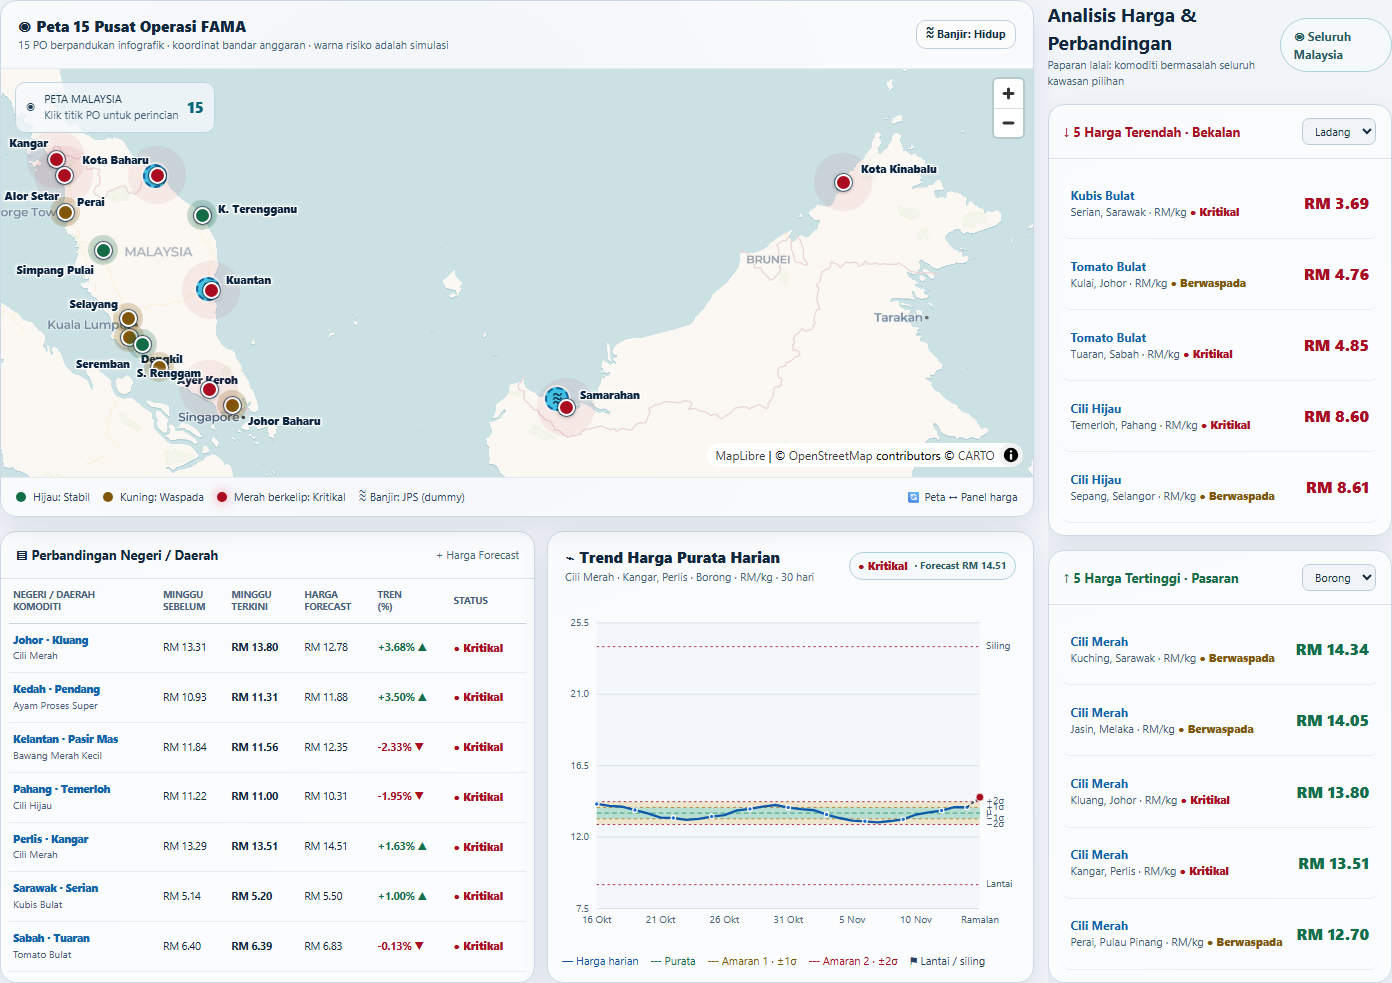 Peta 15 Pusat Operasi FAMA
15 PO berpandukan infografik · koordinat bandar anggaran · warna risiko adalah simulasi
Banjir: Hidup
PETA MALAYSIA
Klik titik PO untuk perincian
15
+
−
Kangar
Kota Baharu
Alor Setar
Perai
orge Tow
K. Terengganu
MALAYSIA
Simpang Pulai
Kuantan
Selayang
Kuala Lump
Dengkil
Seremban
S. Renggam
Ayer Keroh
Singapore
Johor Baharu
Kota Kinabalu
BRUNEI
Tarakan
Samarahan
MapLibre | © OpenStreetMap contributors © CARTO
Hijau: Stabil
Kuning: Waspada
Merah berkelip: Kritikal
Banjir: JPS (dummy)
Peta ↔ Panel harga
Perbandingan Negeri / Daerah
+ Harga Forecast
NEGERI / DAERAH KOMODITI
MINGGU SEBELUM
MINGGU TERKINI
HARGA FORECAST
TREN (%)
STATUS
Johor · Kluang
Cili Merah
RM 13.31 RM 13.80 RM 12.78 +3.68% ▲ • Kritikal
Kedah · Pendang
Ayam Proses Super
RM 10.93 RM 11.31 RM 11.88 +3.50% ▲ • Kritikal
Kelantan · Pasir Mas
Bawang Merah Kecil
RM 11.84 RM 11.56 RM 12.35 -2.33% ▼ • Kritikal
Pahang · Temerloh
Cili Hijau
RM 11.22 RM 11.00 RM 10.31 -1.95% ▼ • Kritikal
Perlis · Kangar
Cili Merah
RM 13.29 RM 13.51 RM 14.51 +1.63% ▲ • Kritikal
Sarawak · Serian
Kubis Bulat
RM 5.14 RM 5.20 RM 5.50 +1.00% ▲ • Kritikal
Sabah · Tuaran
Tomato Bulat
RM 6.40 RM 6.39 RM 6.83 -0.13% ▼ • Kritikal
Trend Harga Purata Harian
Cili Merah · Kangar, Perlis · Borong · RM/kg · 30 hari
• Kritikal · Forecast RM 14.51
25.5
21.0
16.5
12.0
7.5
Siling
+2σ
+1σ
μ
−1σ
−2σ
Lantai
16 Okt 21 Okt 26 Okt 31 Okt 5 Nov 10 Nov Ramalan
— Harga harian
--- Purata
--- Amaran 1 · ±1σ
--- Amaran 2 · ±2σ
Lantai / siling
Analisis Harga &
Perbandingan
Paparan lalai: komoditi bermasalah seluruh
kawasan pilihan
Seluruh
Malaysia
↓ 5 Harga Terendah · Bekalan
Ladang
Kubis Bulat
Serian, Sarawak · RM/kg • Kritikal
RM 3.69
Tomato Bulat
Kulai, Johor · RM/kg • Berwaspada
RM 4.76
Tomato Bulat
Tuaran, Sabah · RM/kg • Kritikal
RM 4.85
Cili Hijau
Temerloh, Pahang · RM/kg • Kritikal
RM 8.60
Cili Hijau
Sepang, Selangor · RM/kg • Berwaspada
RM 8.61
↑ 5 Harga Tertinggi · Pasaran
Borong
Cili Merah
Kuching, Sarawak · RM/kg • Berwaspada
RM 14.34
Cili Merah
Jasin, Melaka · RM/kg • Berwaspada
RM 14.05
Cili Merah
Kluang, Johor · RM/kg • Kritikal
RM 13.80
Cili Merah
Kangar, Perlis · RM/kg • Kritikal
RM 13.51
Cili Merah
Perai, Pulau Pinang · RM/kg • Berwaspada
RM 12.70